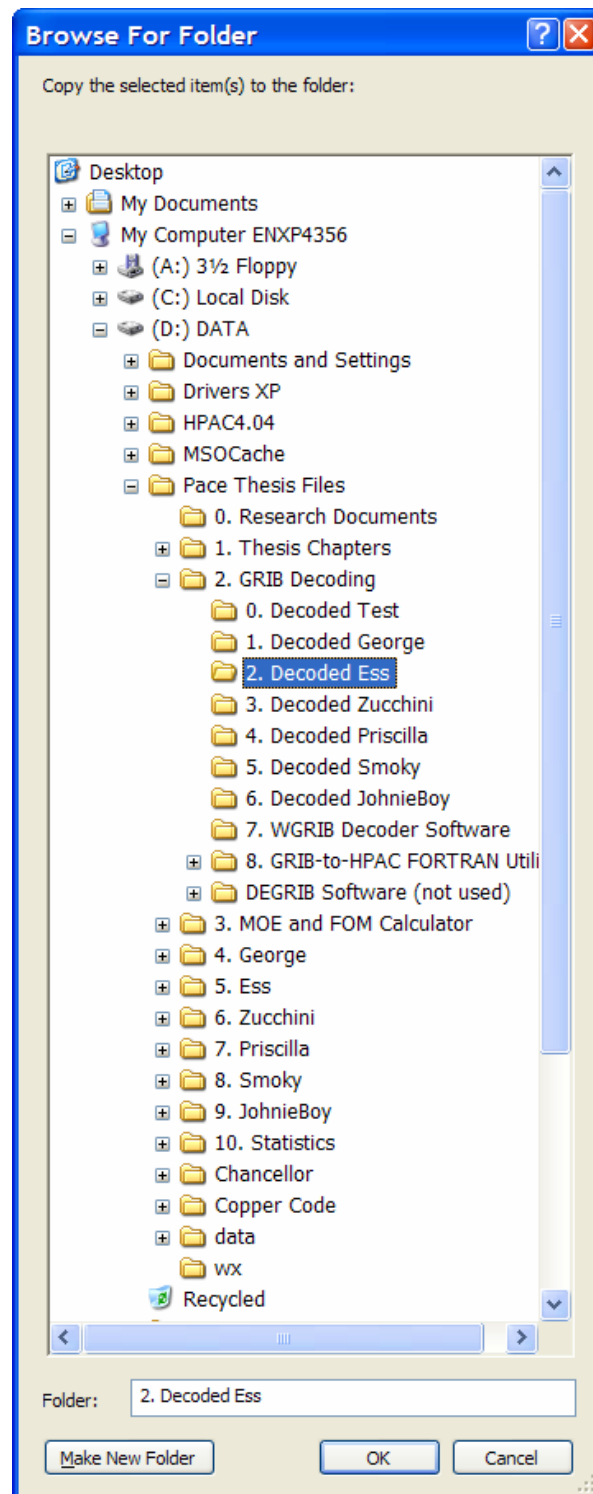 Browse For Folder
Copy the selected item(s) to the folder:
Desktop
My Documents
My Computer ENXP4356
(A:) 3½ Floppy
(C:) Local Disk
(D:) DATA
Documents and Settings
Drivers XP
HPAC4.04
MSOCache
Pace Thesis Files
0. Research Documents
1. Thesis Chapters
2. GRIB Decoding
0. Decoded Test
1. Decoded George
2. Decoded Ess
3. Decoded Zucchini
4. Decoded Priscilla
5. Decoded Smoky
6. Decoded JohnieBoy
7. WGRIB Decoder Software
8. GRIB-to-HPAC FORTRAN Utili
DEGRIB Software (not used)
3. MOE and FOM Calculator
4. George
5. Ess
6. Zucchini
7. Priscilla
8. Smoky
9. JohnieBoy
10. Statistics
Chancellor
Copper Code
data
wx
Recycled
Folder: 2. Decoded Ess
Make New Folder OK Cancel